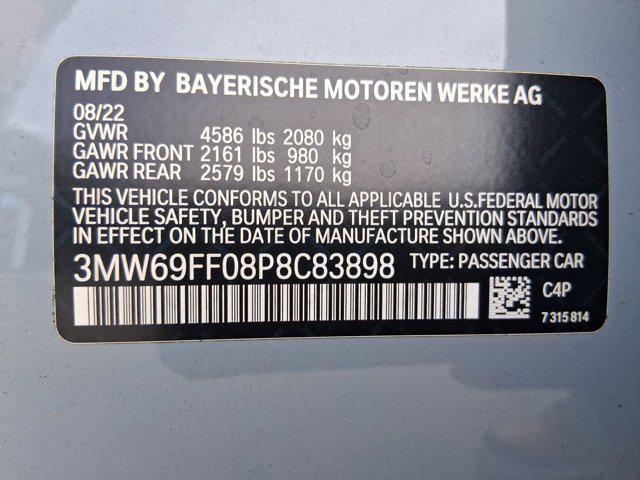 MFD BY BAYERISCHE MOTOREN WERKE AG
08/22
GVWR 4586 lbs 2080 kg
GAWR FRONT 2161 lbs 980 kg
GAWR REAR 2579 lbs 1170 kg
THIS VEHICLE CONFORMS TO ALL APPLICABLE U.S.FEDERAL MOTOR
VEHICLE SAFETY, BUMPER AND THEFT PREVENTION STANDARDS
IN EFFECT ON THE DATE OF MANUFACTURE SHOWN ABOVE.
3MW69FF08P8C83898 TYPE: PASSENGER CAR
C4P
7 315 814